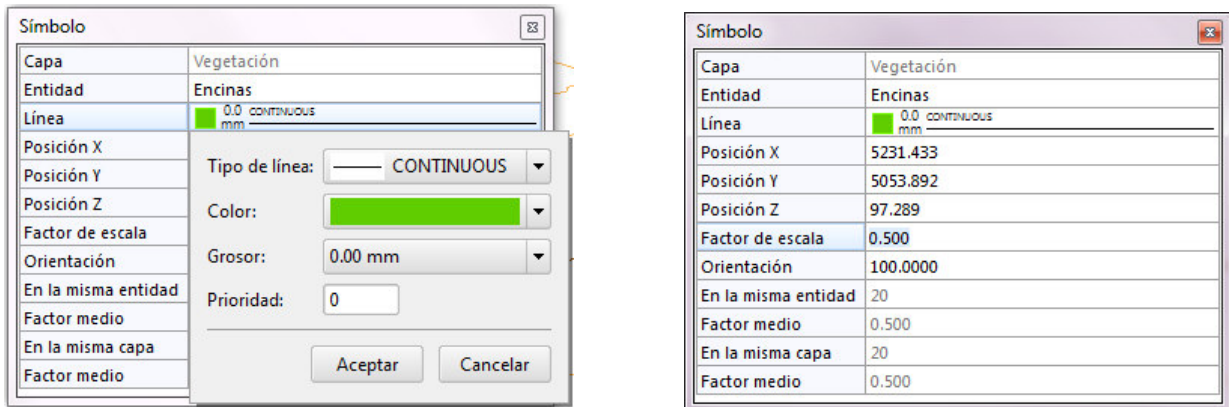 Símbolo
Capa Vegetación
Entidad Encinas
Línea 0.0 mm CONTINUOUS
Posición X
Posición Y
Posición Z
Factor de escala
Orientación
En la misma entidad
Factor medio
En la misma capa
Factor medio
Tipo de línea: CONTINUOUS
Color:
Grosor: 0.00 mm
Prioridad: 0
Aceptar Cancelar
Símbolo
Capa Vegetación
Entidad Encinas
Línea 0.0 mm CONTINUOUS
Posición X 5231.433
Posición Y 5053.892
Posición Z 97.289
Factor de escala 0.500
Orientación 100.0000
En la misma entidad 20
Factor medio 0.500
En la misma capa 20
Factor medio 0.500